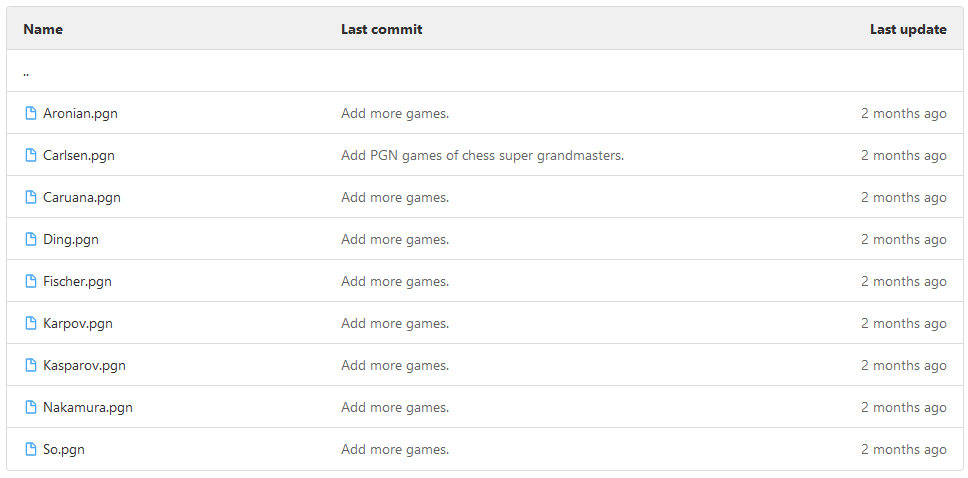 Name Last commit Last update
..
Aronian.pgn Add more games. 2 months ago
Carlsen.pgn Add PGN games of chess super grandmasters. 2 months ago
Caruana.pgn Add more games. 2 months ago
Ding.pgn Add more games. 2 months ago
Fischer.pgn Add more games. 2 months ago
Karpov.pgn Add more games. 2 months ago
Kasparov.pgn Add more games. 2 months ago
Nakamura.pgn Add more games. 2 months ago
So.pgn Add more games. 2 months ago